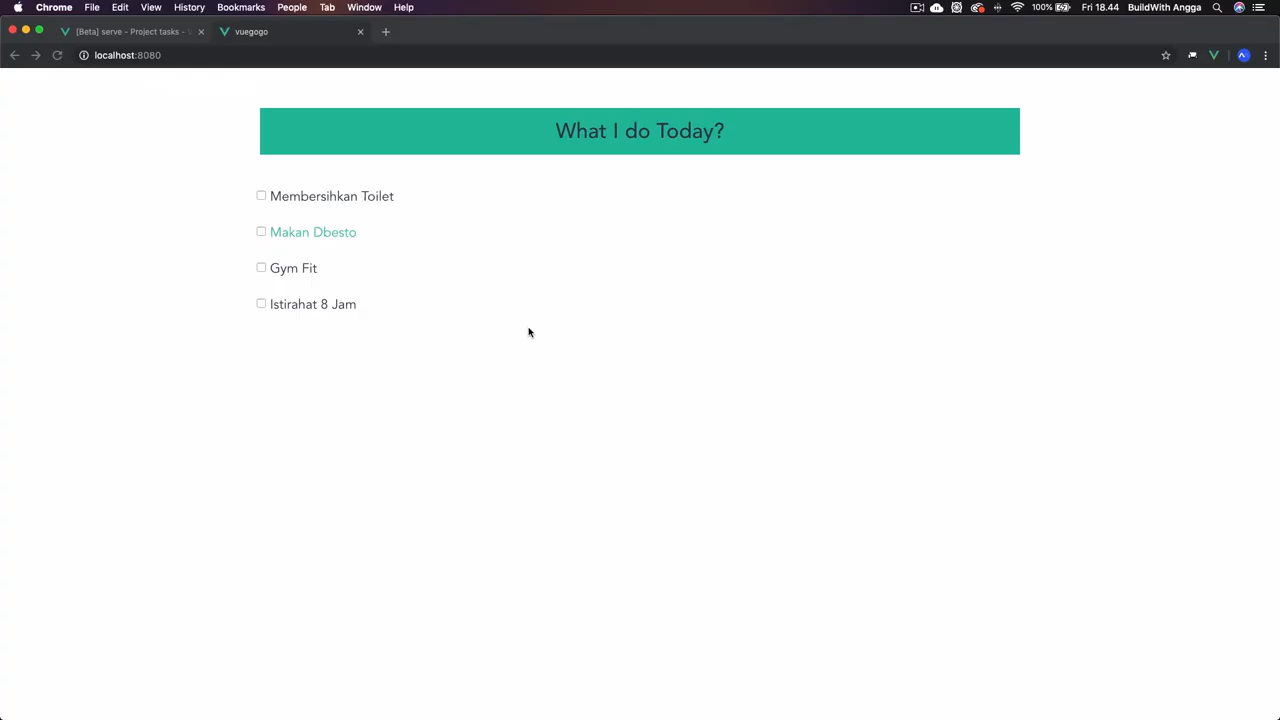 Chrome File Edit View History Bookmarks People Tab Window Help 100% Fri 18.44 BuildWith Angga
[Beta] serve - Project tasks - vuegogo
localhost:8080
What I do Today?
Membersihkan Toilet
Makan Dbesto
Gym Fit
Istirahat 8 Jam